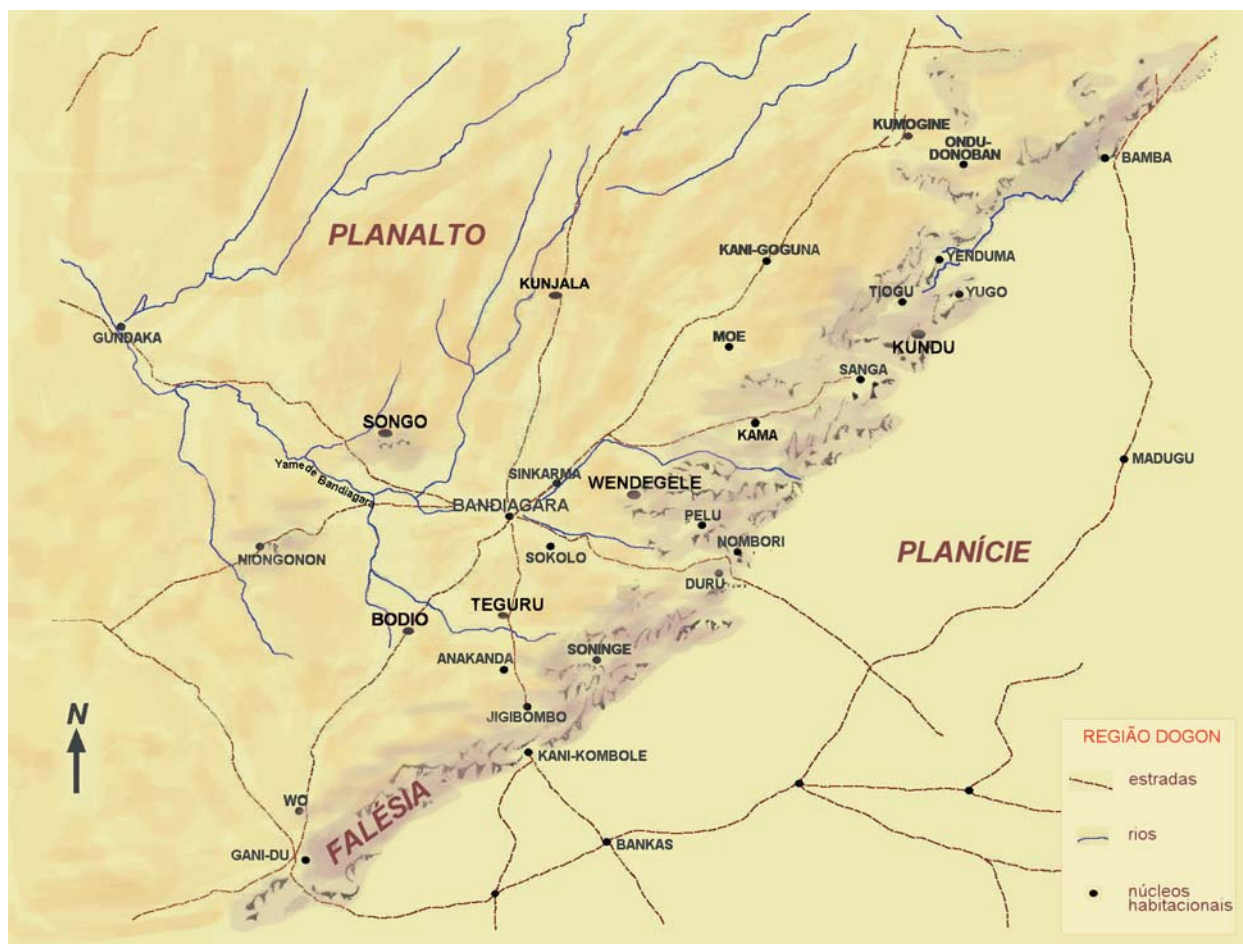 KUMOGINE
ONDU-
DONOBAN
BAMBA
PLANALTO
KANI-GOGUNA
YENDUMA
KUNJALA
TIOGU
YUGO
GUNDAKA
MOE
KUNDU
SANGA
SONGO
KAMA
MADUGU
Yame de Bandiagara
SINKARMA
WENDEGELE
BANDIAGARA
PELU
NOMBORI
PLANÍCIE
NIONGONON
SOKOLO
DURU
TEGURU
BODIO
SONINGE
ANAKANDA
N
JIGIBOMBO
KANI-KOMBOLE
REGIÃO DOGON
estradas
WO
FALÉSIA
rios
BANKAS
GANI-DU
núcleos
habitacionais